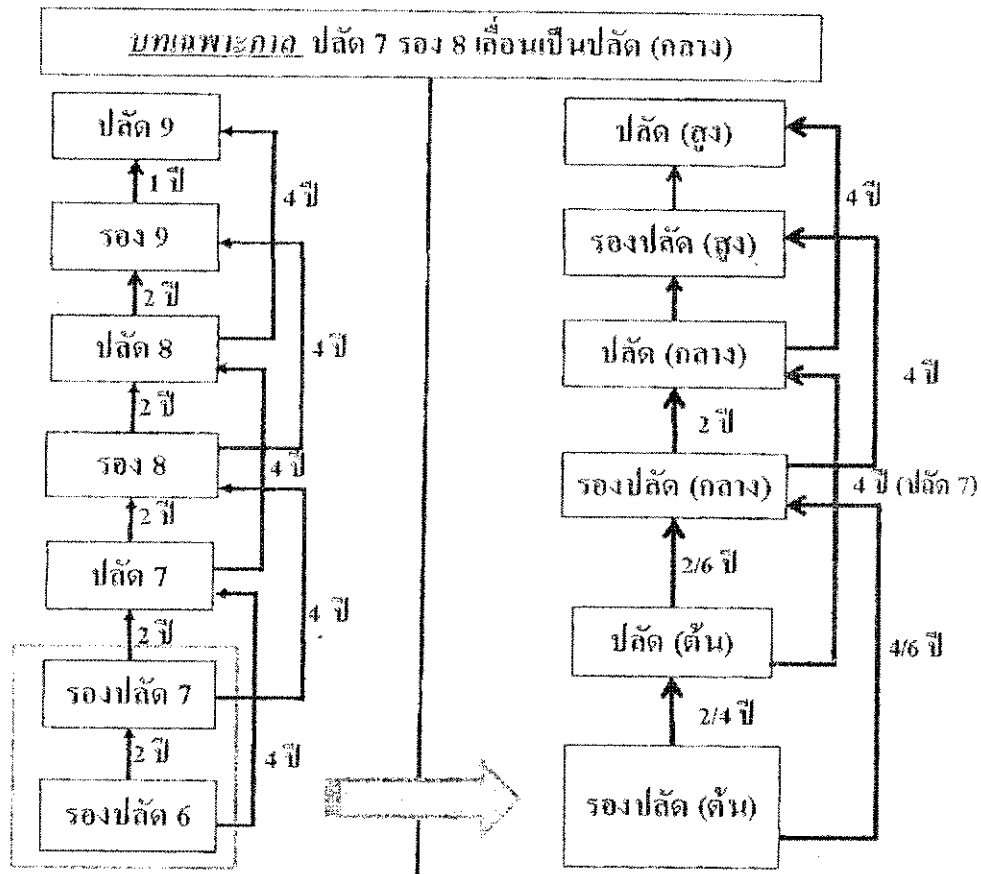 บทเฉพาะกาล ปลัด 7 รอง 8 เลื่อนเป็นปลัด (กลาง)
ปลัด 9
1 ปี
4 ปี
รอง 9
2 ปี
ปลัด 8
4 ปี
2 ปี
รอง 8
4 ปี
2 ปี
ปลัด 7
4 ปี
2 ปี
รองปลัด 7
2 ปี
4 ปี
รองปลัด 6
ปลัด (สูง)
4 ปี
รองปลัด (สูง)
ปลัด (กลาง)
4 ปี
2 ปี
รองปลัด (กลาง)
4 ปี (ปลัด 7)
2/6 ปี
ปลัด (ต้น)
4/6 ปี
2/4 ปี
รองปลัด (ต้น)